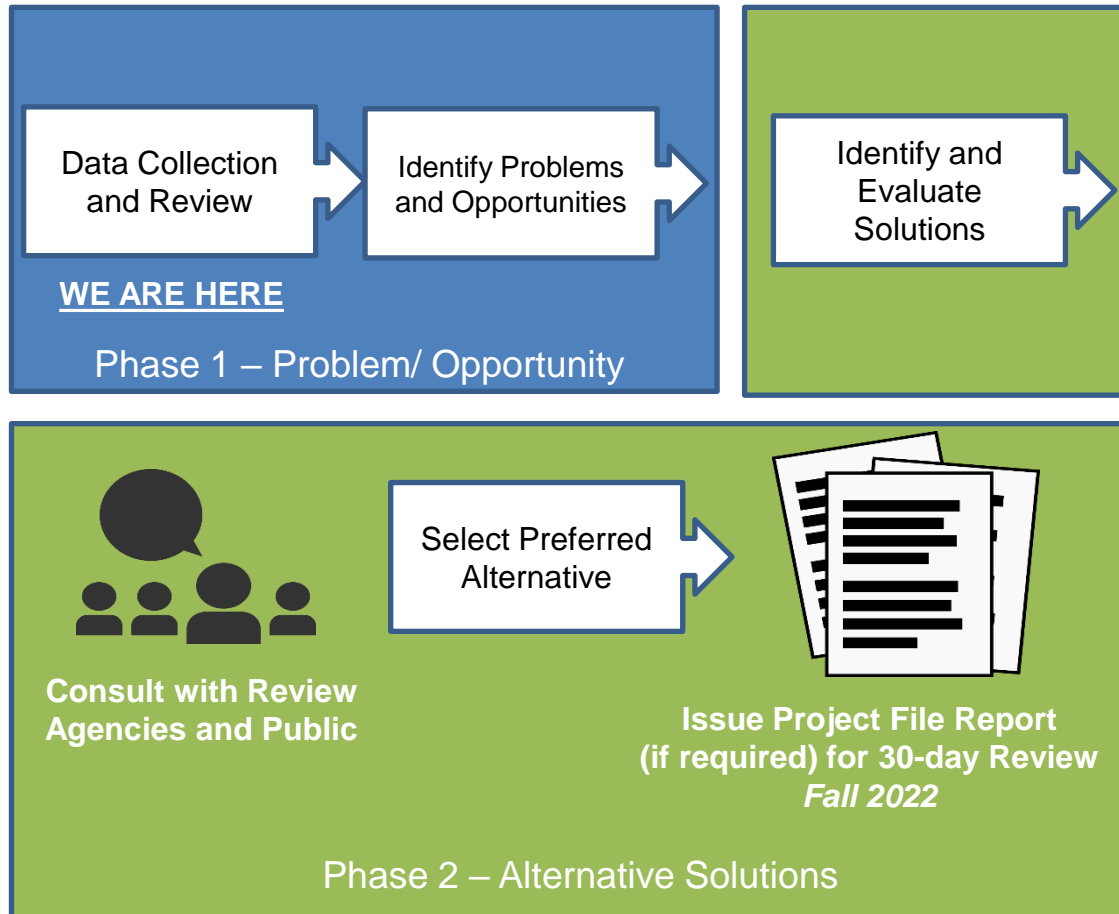 Data Collection
and Review
Identify Problems
and Opportunities
WE ARE HERE
Phase 1 – Problem/ Opportunity
Identify and
Evaluate
Solutions
Consult with Review
Agencies and Public
Select Preferred
Alternative
Issue Project File Report
(if required) for 30-day Review
Fall 2022
Phase 2 – Alternative Solutions